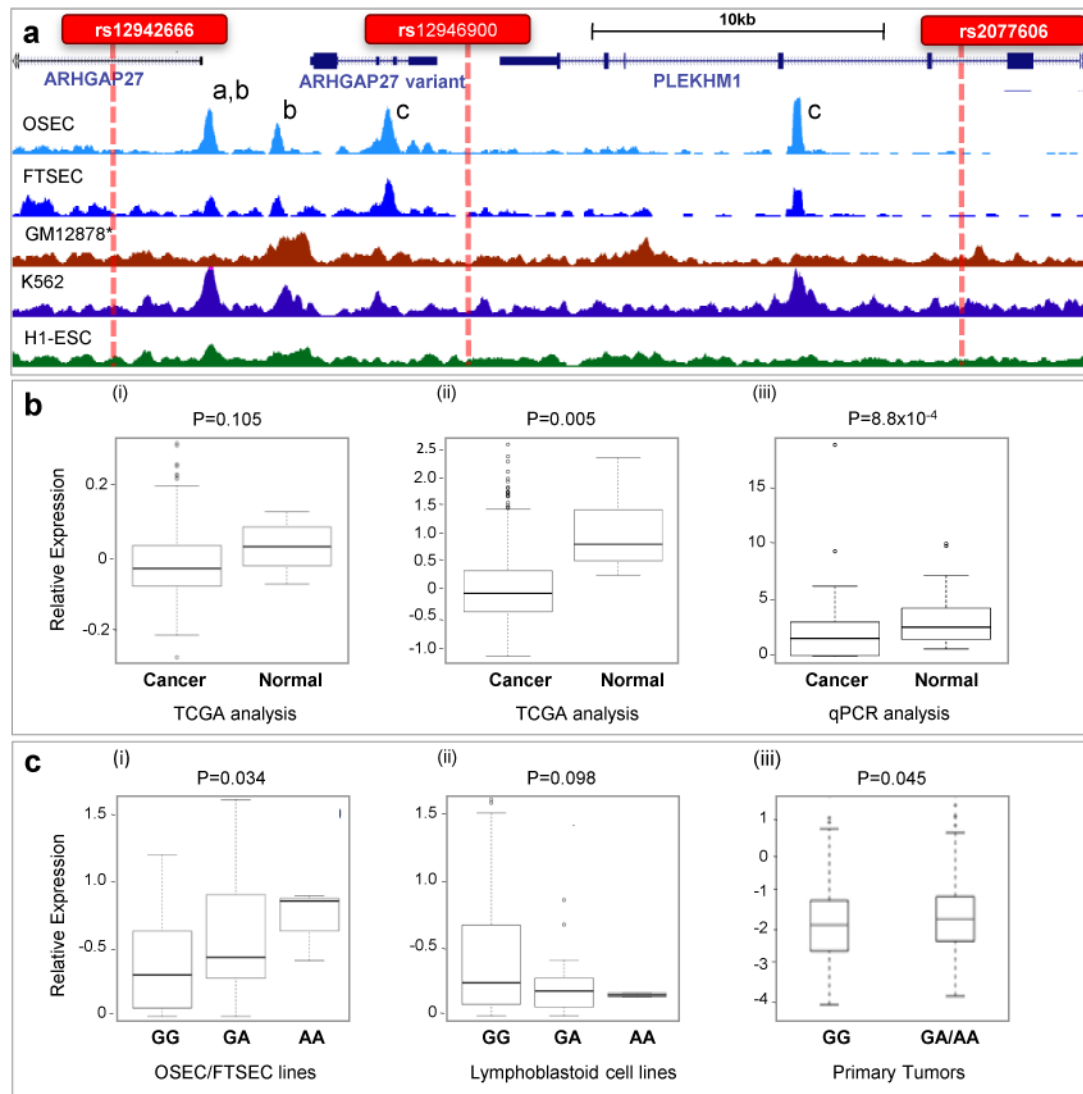 a
rs12942666
rs12946900
10kb
rs2077606
ARHGAP27
ARHGAP27 variant
PLEKHM1
a,b
b
c
c
OSEC
FTSEC
GM12878*
K562
H1-ESC
b
(i)
(ii)
(iii)
P=0.105
P=0.005
P=8.8x10-4
Relative Expression
0.2
0
-0.2
2.5
2.0
1.5
1.0
0.5
0
-0.5
-1.0
15
10
5
0
Cancer
Normal
Cancer
Normal
Cancer
Normal
TCGA analysis
TCGA analysis
qPCR analysis
c
(i)
(ii)
(iii)
P=0.034
P=0.098
P=0.045
Relative Expression
1.5
1.0
-0.5
0
1.5
1.0
-0.5
0
1
0
-1
-2
-3
-4
GG
GA
AA
GG
GA
AA
GG
GA/AA
OSEC/FTSEC lines
Lymphoblastoid cell lines
Primary Tumors